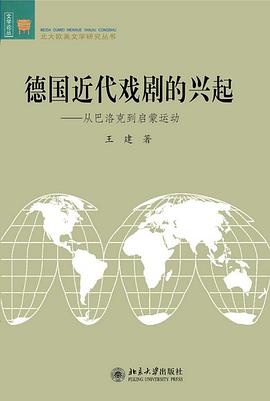 文学论丛
BEIDA OUMEI WENXUE YANJIU CONGSHU
北大欧美文学研究丛书
德国近代戏剧的兴起
——从巴洛克到启蒙运动
王 建 著
北京大学出版社
PEKING UNIVERSITY PRESS